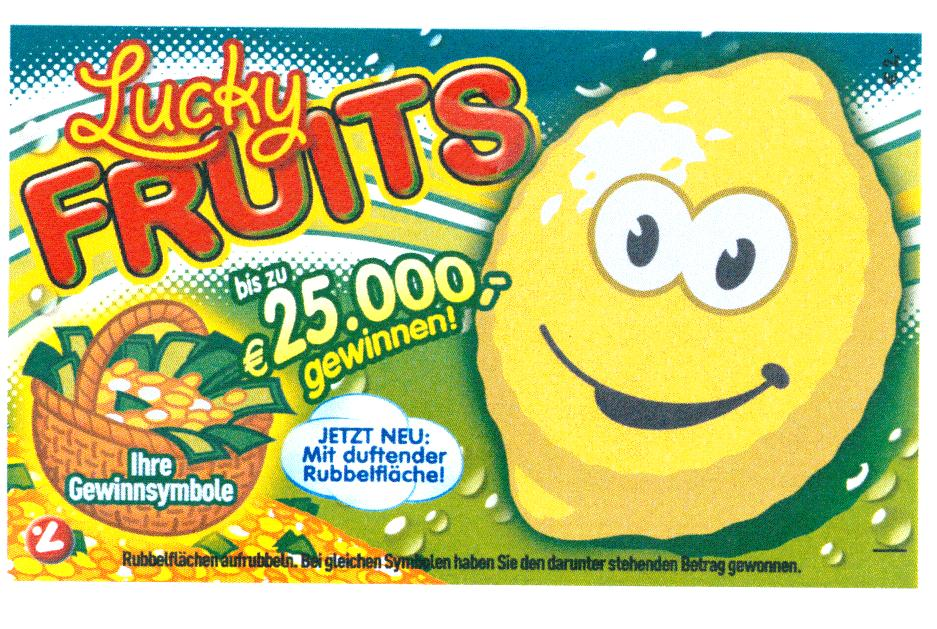 Lucky
FRUITS
bis zu
€ 25.000,-
gewinnen!
JETZT NEU:
Mit duftender
Rubbelfläche!
Ihre
Gewinnsymbole
Rubbelflächen aufrubbeln. Bei gleichen Symbolen haben Sie den darunter stehenden Betrag gewonnen.
€ 2,-